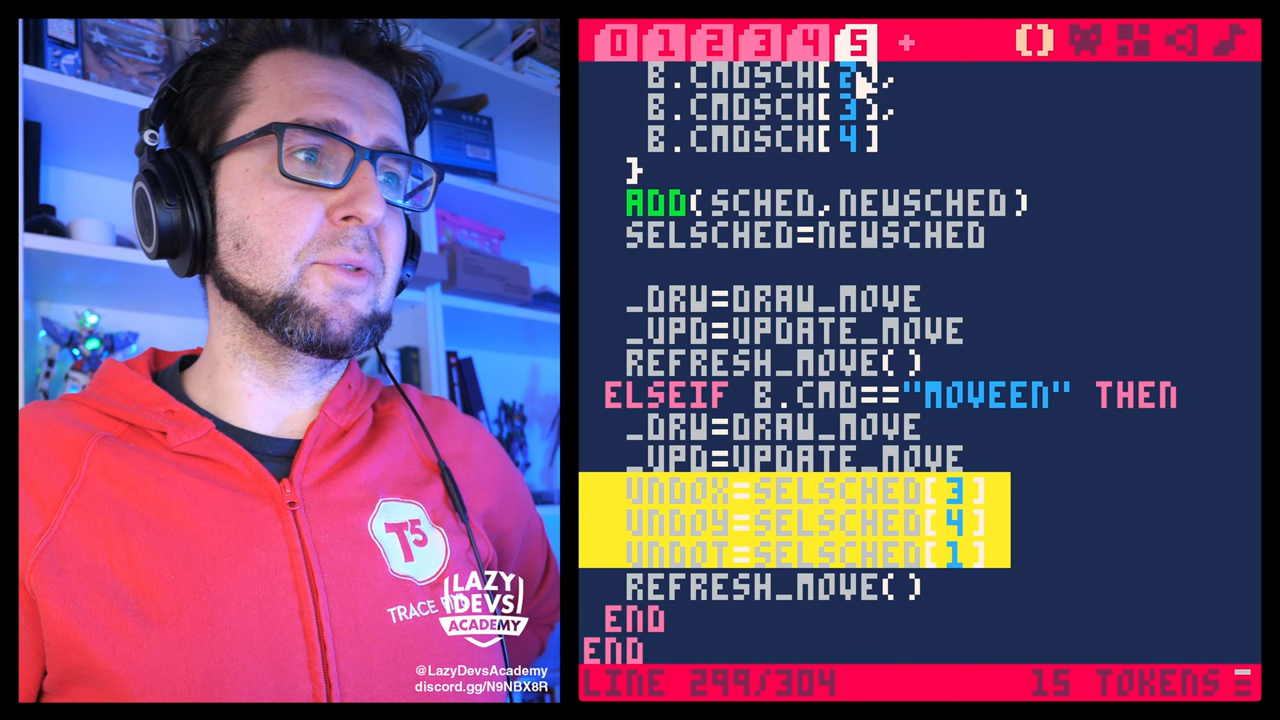 0 1 2 3 4 5 + ()
B.CMDSCH[2],
B.CMDSCH[3],
B.CMDSCH[4]
}
ADD(SCHED,NEWSCHED)
SELSCHED=NEWSCHED
_DRW=DRAW_MOVE
_UPD=UPDATE_MOVE
REFRESH_MOVE()
ELSEIF B.CMD=="MOVEEN" THEN
_DRW=DRAW_MOVE
_UPD=UPDATE_MOVE
UNDOX=SELSCHED[3]
UNDOY=SELSCHED[4]
UNDOT=SELSCHED[1]
REFRESH_MOVE()
END
END
LINE 299/304 15 TOKENS
T5
TRACE
LAZY
DEVS
ACADEMY
@LazyDevsAcademy
discord.gg/N9NBX8R